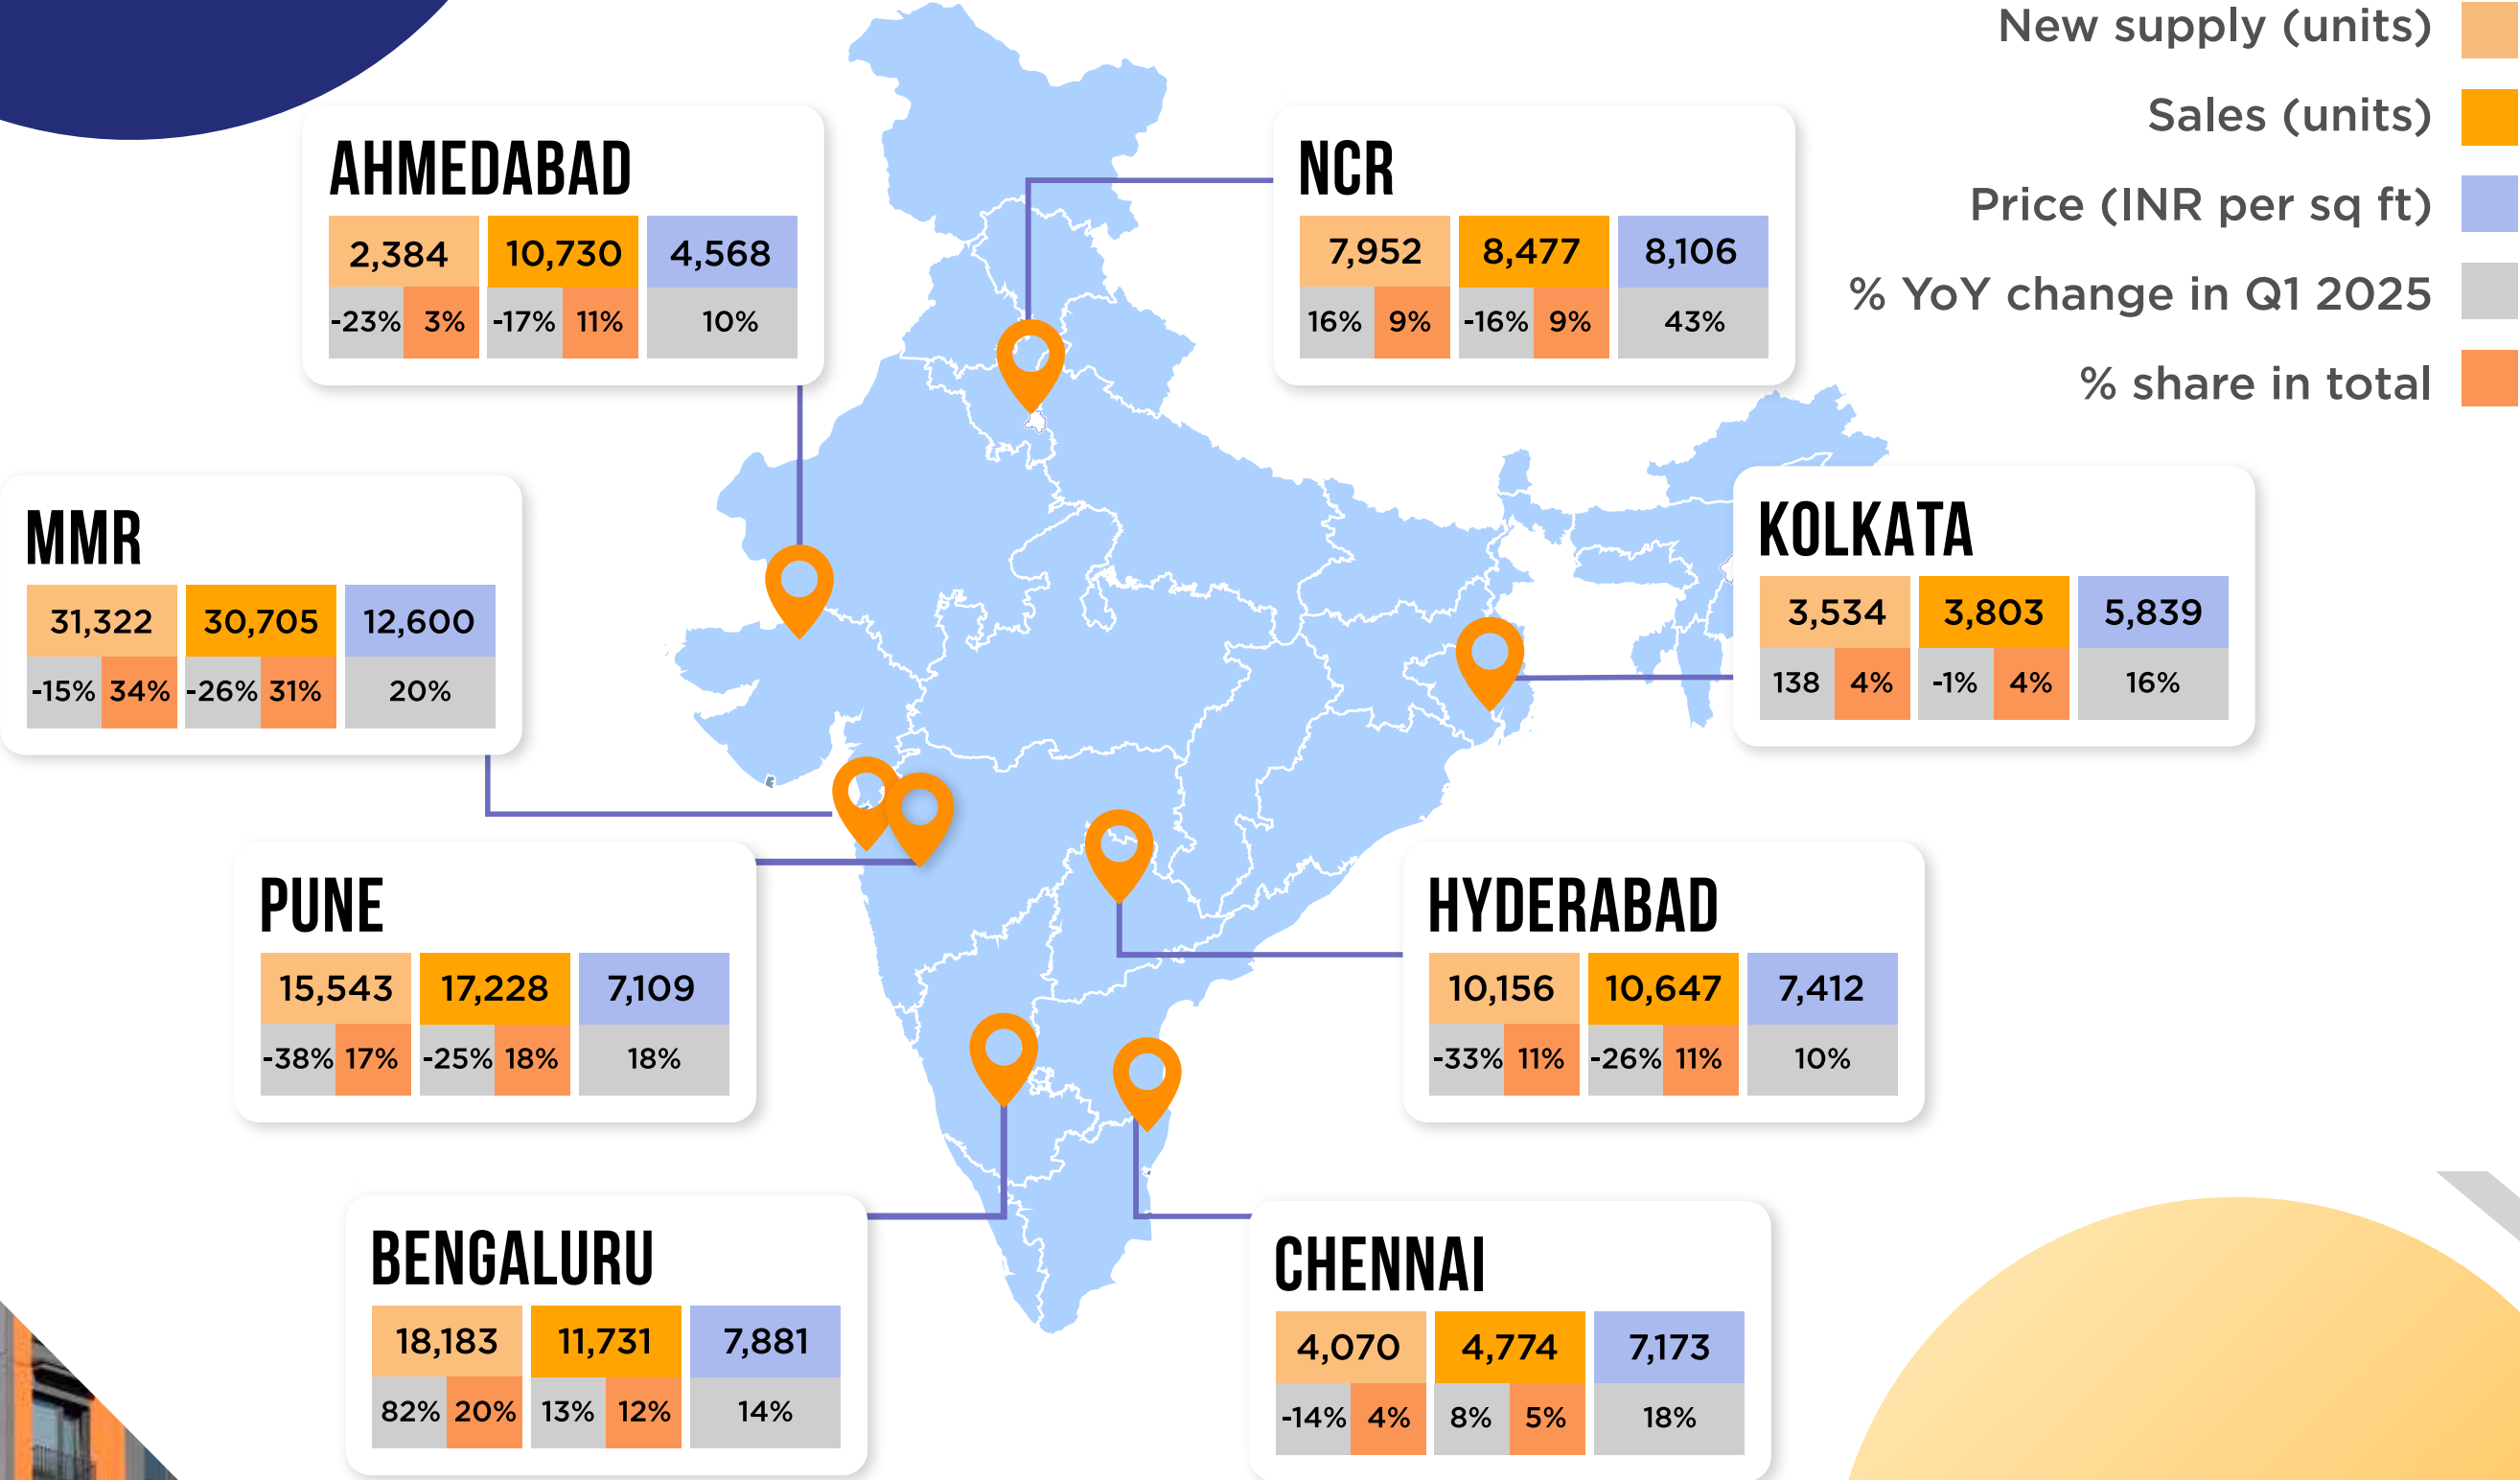 New supply (units)
Sales (units)
Price (INR per sq ft)
% YoY change in Q1 2025
% share in total
AHMEDABAD
2,384 10,730 4,568
-23% 3% -17% 11% 10%
NCR
7,952 8,477 8,106
16% 9% -16% 9% 43%
MMR
31,322 30,705 12,600
-15% 34% -26% 31% 20%
KOLKATA
3,534 3,803 5,839
138 4% -1% 4% 16%
PUNE
15,543 17,228 7,109
-38% 17% -25% 18% 18%
HYDERABAD
10,156 10,647 7,412
-33% 11% -26% 11% 10%
BENGALURU
18,183 11,731 7,881
82% 20% 13% 12% 14%
CHENNAI
4,070 4,774 7,173
-14% 4% 8% 5% 18%